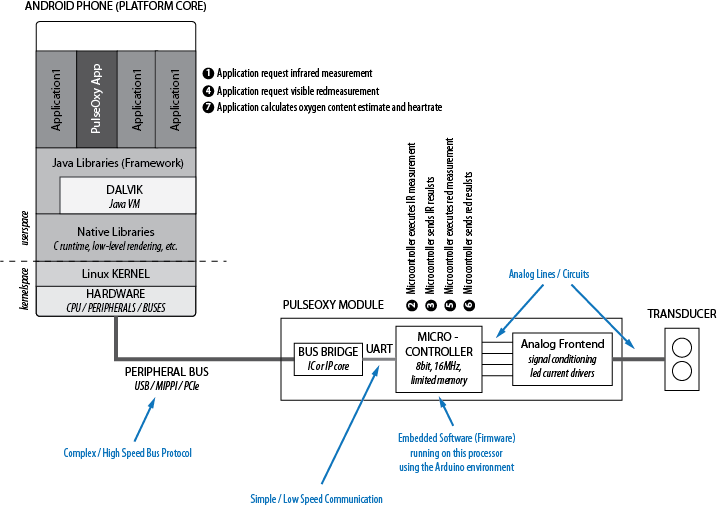 ANDROID PHONE (PLATFORM CORE)
Application1
PulseOxy App
Application1
Application1
1 Application request infrared measurement
4 Application request visible redmeasurement
7 Application calculates oxygen content estimate and heartrate
Java Libraries (Framework)
DALVIK
Java VM
userspace
Native Libraries
C runtime, low-level rendering, etc.
kernelspace
Linux KERNEL
HARDWARE
CPU / PERIPHERALS / BUSES
2 Microcontroller executes IR measurement
3 Microcontroller sends IR resulsts
5 Microcontroller executes red measurement
6 Microcontroller sends red resulsts
Analog Lines / Circuits
PULSEOXY MODULE
TRANSDUCER
BUS BRIDGE
IC or IP core
UART
MICRO -
CONTROLLER
8bit, 16MHz,
limited memory
Analog Frontend
signal conditioning
led current drivers
PERIPHERAL BUS
USB / MIPPI / PCIe
Complex / High Speed Bus Protocol
Embedded Software (Firmware)
running on this processor
using the Arduino environment
Simple / Low Speed Communication